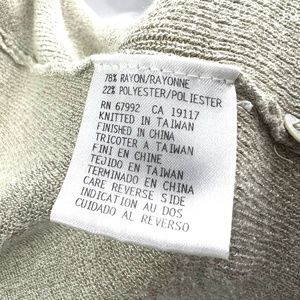 78% RAYON/RAYONNE
22% POLYESTER/POLIESTER
RN 67992 CA 19117
KNITTED IN TAIWAN
FINISHED IN CHINA
TRICOTER A TAIWAN
FINI EN CHINE
TEJIDO EN TAIWAN
TERMINADO EN CHINA
CARE REVERSE SIDE
INDICATION AU DOS
CUIDADO AL REVERSO